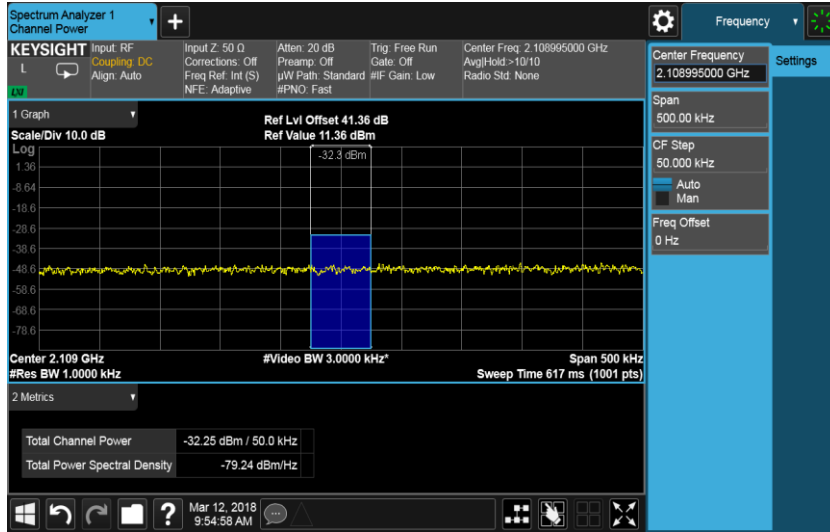 Spectrum Analyzer 1
Channel Power
Frequency
KEYSIGHT
L
LXI
Input: RF
Coupling: DC
Align: Auto
Input Z: 50 Ω
Corrections: Off
Freq Ref: Int (S)
NFE: Adaptive
Atten: 20 dB
Preamp: Off
µW Path: Standard
#PNO: Fast
Trig: Free Run
Gate: Off
#IF Gain: Low
Center Freq: 2.108995000 GHz
Avg|Hold:>10/10
Radio Std: None
Center Frequency
2.108995000 GHz
Settings
Span
500.00 kHz
CF Step
50.000 kHz
Auto
Man
Freq Offset
0 Hz
1 Graph
Scale/Div 10.0 dB
Ref Lvl Offset 41.36 dB
Ref Value 11.36 dBm
Log
-32.3 dBm
1.36
-8.64
-18.6
-28.6
-38.6
-48.6
-58.6
-68.6
-78.6
Center 2.109 GHz
#Video BW 3.0000 kHz*
Span 500 kHz
#Res BW 1.0000 kHz
Sweep Time 617 ms (1001 pts)
2 Metrics
Total Channel Power -32.25 dBm / 50.0 kHz
Total Power Spectral Density -79.24 dBm/Hz
?
Mar 12, 2018
9:54:58 AM